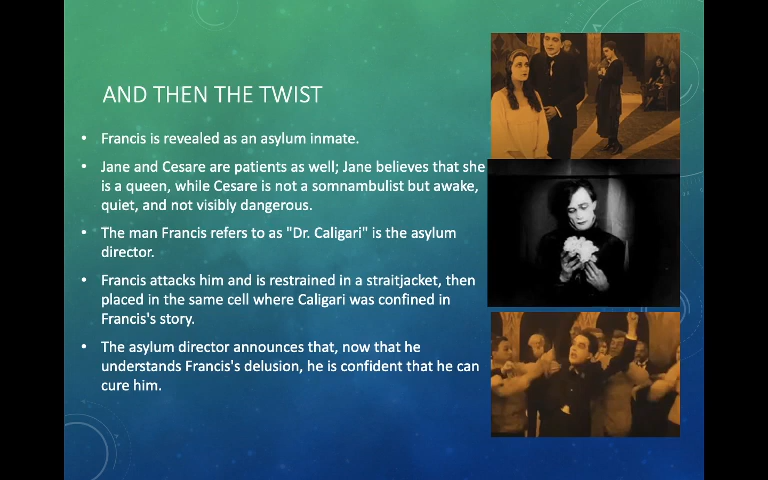 AND THEN THE TWIST
• Francis is revealed as an asylum inmate.
• Jane and Cesare are patients as well; Jane believes that she
is a queen, while Cesare is not a somnambulist but awake,
quiet, and not visibly dangerous.
• The man Francis refers to as "Dr. Caligari" is the asylum
director.
• Francis attacks him and is restrained in a straitjacket, then
placed in the same cell where Caligari was confined in
Francis's story.
• The asylum director announces that, now that he
understands Francis's delusion, he is confident that he can
cure him.